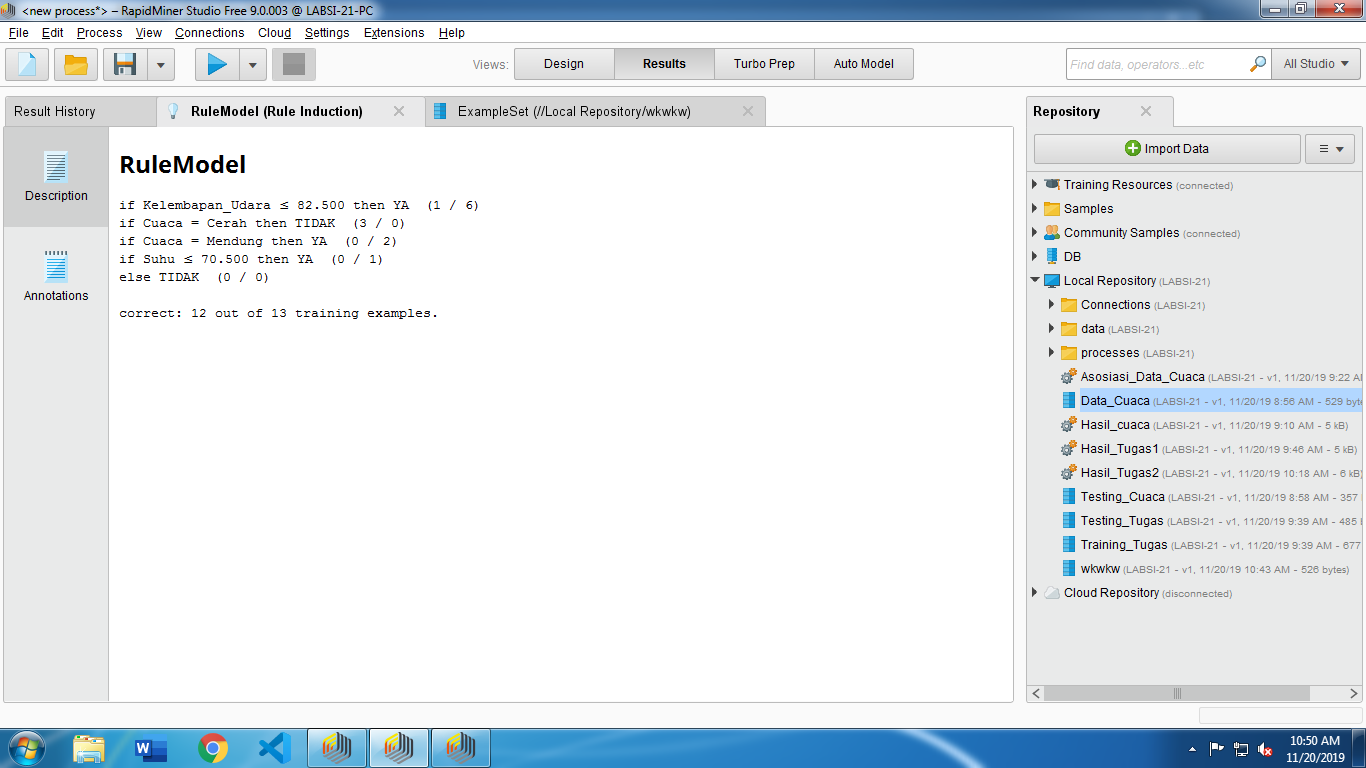 <new process*> – RapidMiner Studio Free 9.0.003 @ LABSI-21-PC
File Edit Process View Connections Cloud Settings Extensions Help
Views: Design Results Turbo Prep Auto Model
Find data, operators...etc
All Studio
Result History
RuleModel (Rule Induction)
ExampleSet (//Local Repository/wkwkw)
Description
Annotations
RuleModel
if Kelembapan_Udara ≤ 82.500 then YA (1 / 6)
if Cuaca = Cerah then TIDAK (3 / 0)
if Cuaca = Mendung then YA (0 / 2)
if Suhu ≤ 70.500 then YA (0 / 1)
else TIDAK (0 / 0)
correct: 12 out of 13 training examples.
Repository
Import Data
Training Resources (connected)
Samples
Community Samples (connected)
DB
Local Repository (LABSI-21)
Connections (LABSI-21)
data (LABSI-21)
processes (LABSI-21)
Asosiasi_Data_Cuaca (LABSI-21 - v1, 11/20/19 9:22 A
Data_Cuaca (LABSI-21 - v1, 11/20/19 8:56 AM - 529 byt
Hasil_cuaca (LABSI-21 - v1, 11/20/19 9:10 AM - 5 kB)
Hasil_Tugas1 (LABSI-21 - v1, 11/20/19 9:46 AM - 5 kB)
Hasil_Tugas2 (LABSI-21 - v1, 11/20/19 10:18 AM - 6 kB)
Testing_Cuaca (LABSI-21 - v1, 11/20/19 8:58 AM - 357
Testing_Tugas (LABSI-21 - v1, 11/20/19 9:39 AM - 485
Training_Tugas (LABSI-21 - v1, 11/20/19 9:39 AM - 677
wkwkw (LABSI-21 - v1, 11/20/19 10:43 AM - 526 bytes)
Cloud Repository (disconnected)
10:50 AM
11/20/2019